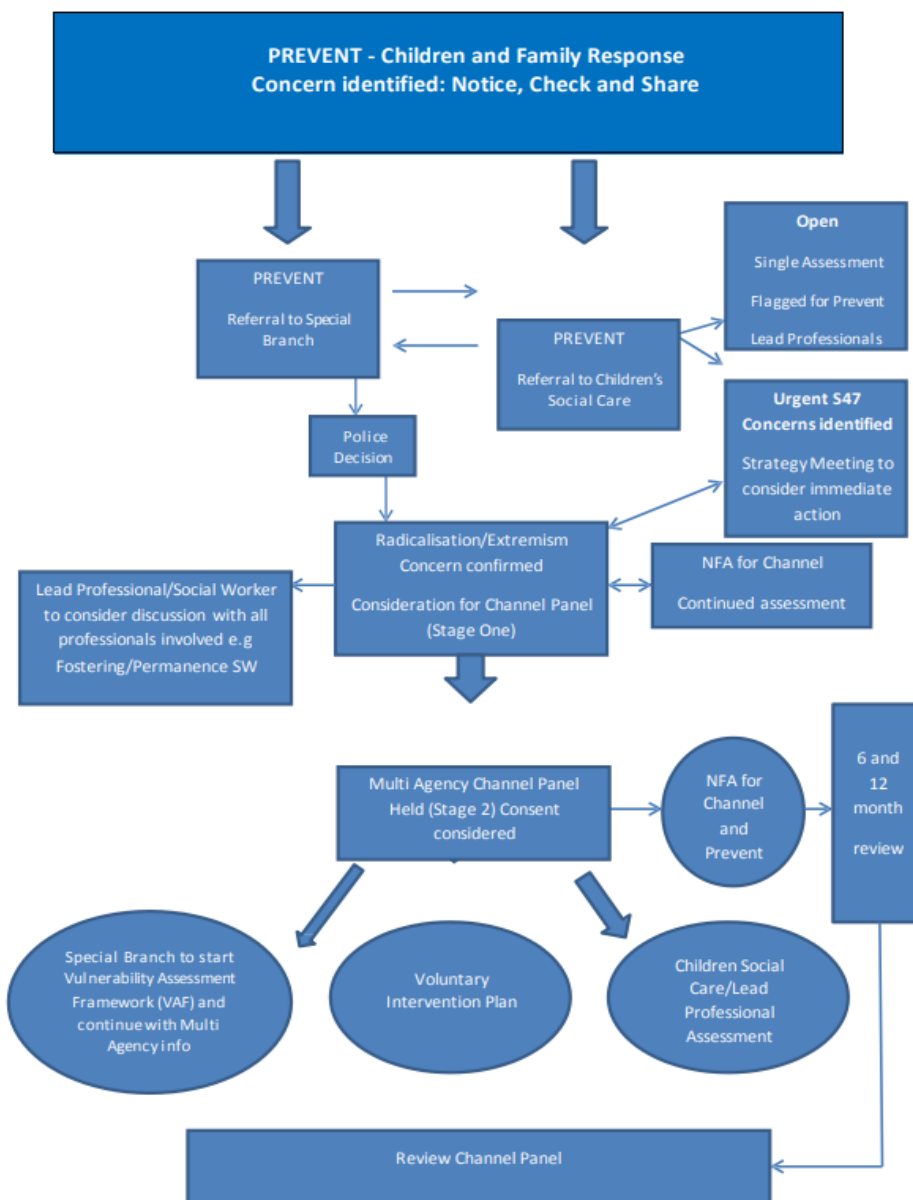 PREVENT - Children and Family Response
Concern identified: Notice, Check and Share
Open
Single Assessment
Flagged for Prevent
Lead Professionals
PREVENT
Referral to Special
Branch
PREVENT
Referral to Children's
Social Care
Urgent S47
Concerns identified
Strategy Meeting to
consider immediate
action
Police
Decision
Radicalisation/Extremism
Concern confirmed
Consideration for Channel Panel
(Stage One)
NFA for Channel
Continued assessment
Lead Professional/Social Worker
to consider discussion with all
professionals involved e.g
Fostering/Permanence SW
Multi Agency Channel Panel
Held (Stage 2) Consent
considered
NFA for
Channel
and
Prevent
6 and
12
month
review
Special Branch to start
Vulnerability Assessment
Framework (VAF) and
continue with Multi
Agency info
Voluntary
Intervention Plan
Children Social
Care/Lead
Professional
Assessment
Review Channel Panel